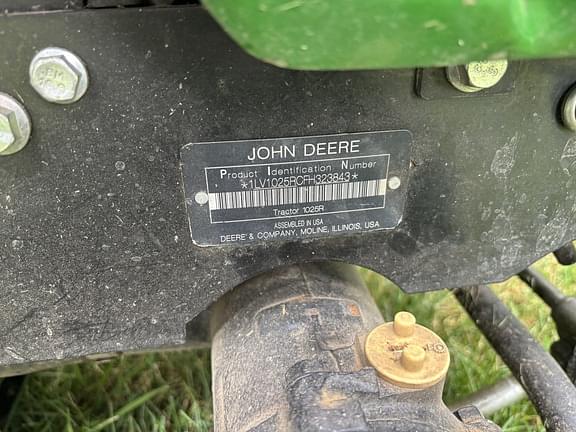 JOHN DEERE
Product Identification Number
*1LV1025RCFH323843*
Tractor 1025R
ASSEMBLED IN USA
DEERE & COMPANY, MOLINE, ILLINOIS, USA